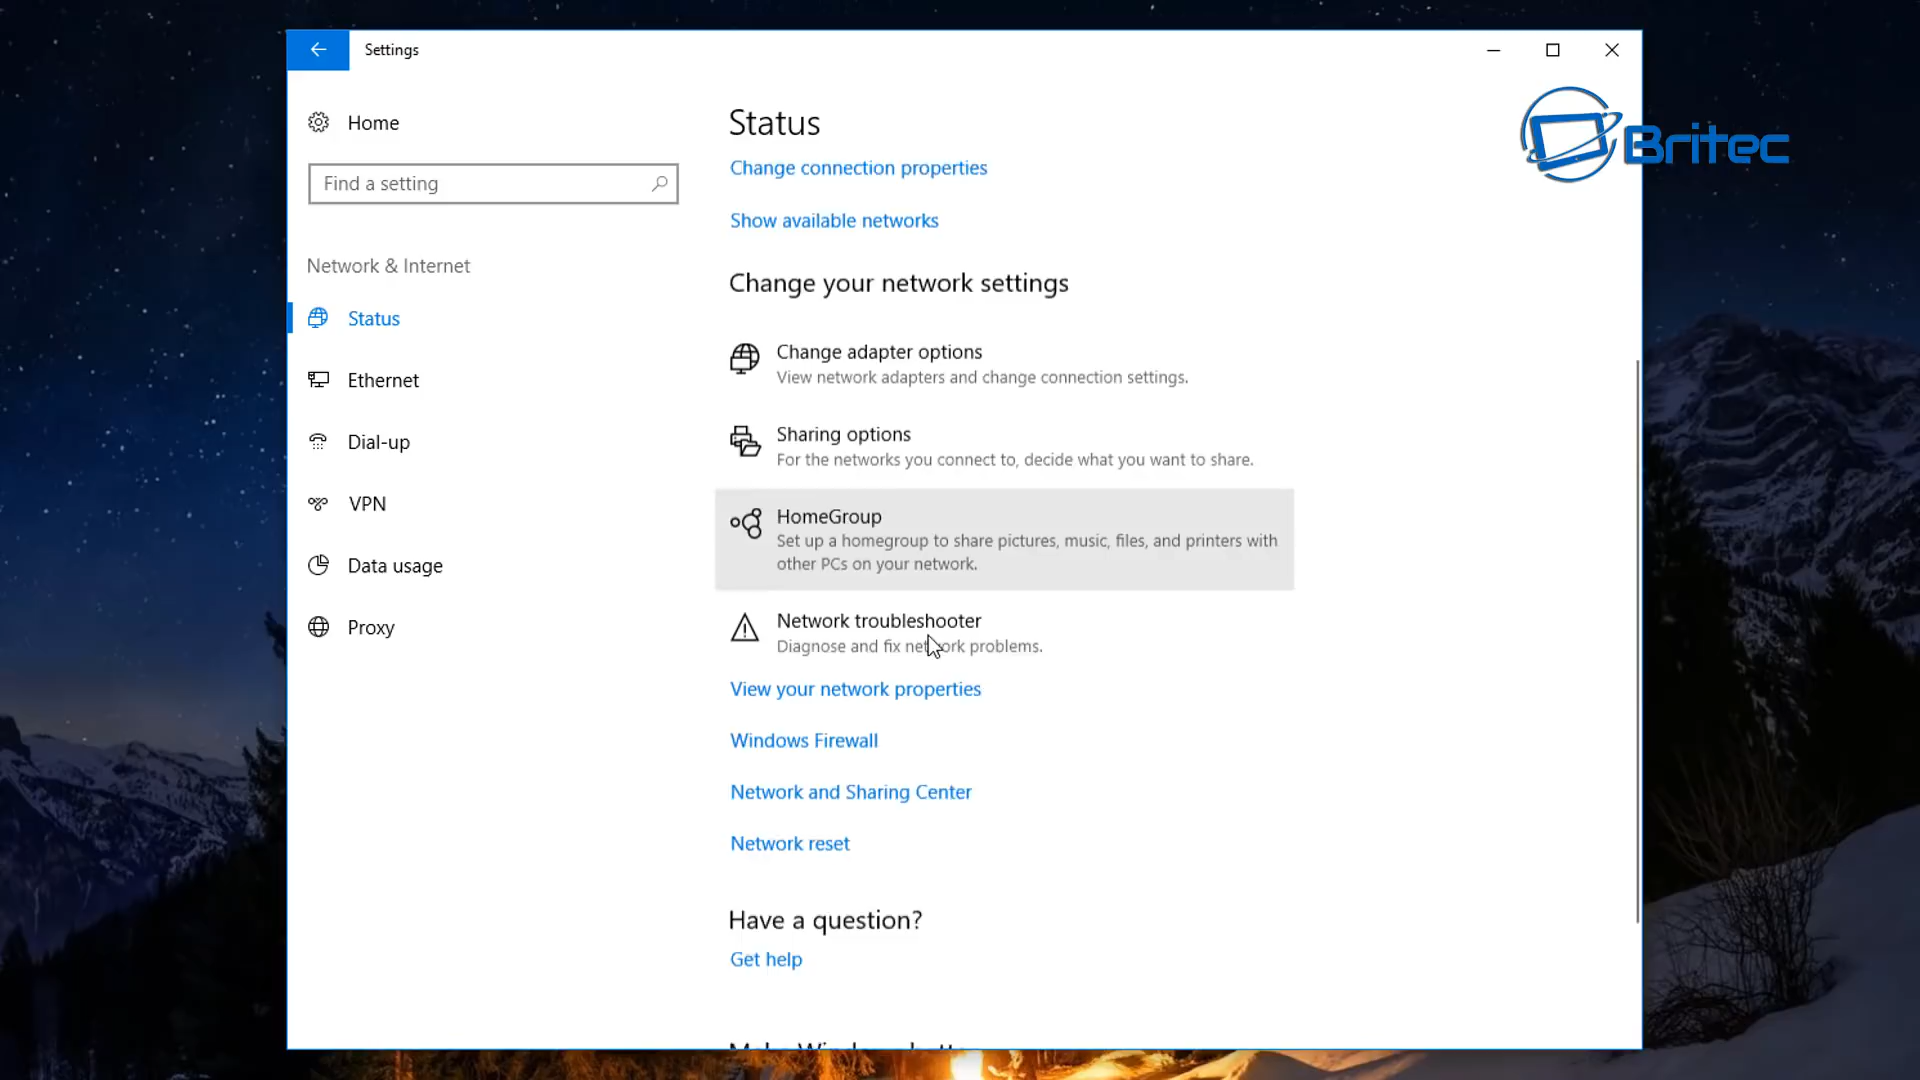 Settings
Britec
Home
Find a setting
Network & Internet
Status
Ethernet
Dial-up
VPN
Data usage
Proxy
Status
Change connection properties
Show available networks
Change your network settings
Change adapter options
View network adapters and change connection settings.
Sharing options
For the networks you connect to, decide what you want to share.
HomeGroup
Set up a homegroup to share pictures, music, files, and printers with
other PCs on your network.
Network troubleshooter
Diagnose and fix network problems.
View your network properties
Windows Firewall
Network and Sharing Center
Network reset
Have a question?
Get help